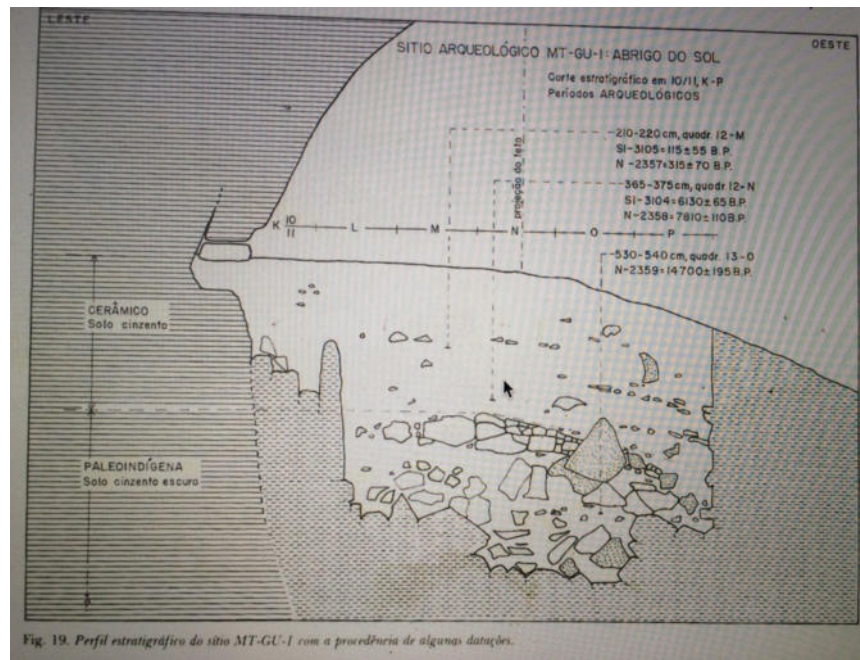 LESTE
OESTE
SITIO ARQUEOLÓGICO MT-GU-I: ABRIGO DO SOL
Corte estratigráfico em 10/11, K-P
Períodos ARQUEOLÓGICOS
210-220 cm, quadr. 12-M
SI-3105=115±55 B.P.
N-2357=315±70 B.P.
365-375cm, quadr. 12-N
SI-3104=6130±65 B.P.
N-2358=7810±110 B.P.
530-540 cm, quadr. 13-O
N-2359=14700±195 B.P.
projeção do teto
K 10/11 L M N O P
CERÂMICO
Solo cinzento
PALEOINDÍGENA
Solo cinzento escuro
?
Fig. 19. Perfil estratigráfico do sítio MT-GU-1 com a procedência de algumas datações.